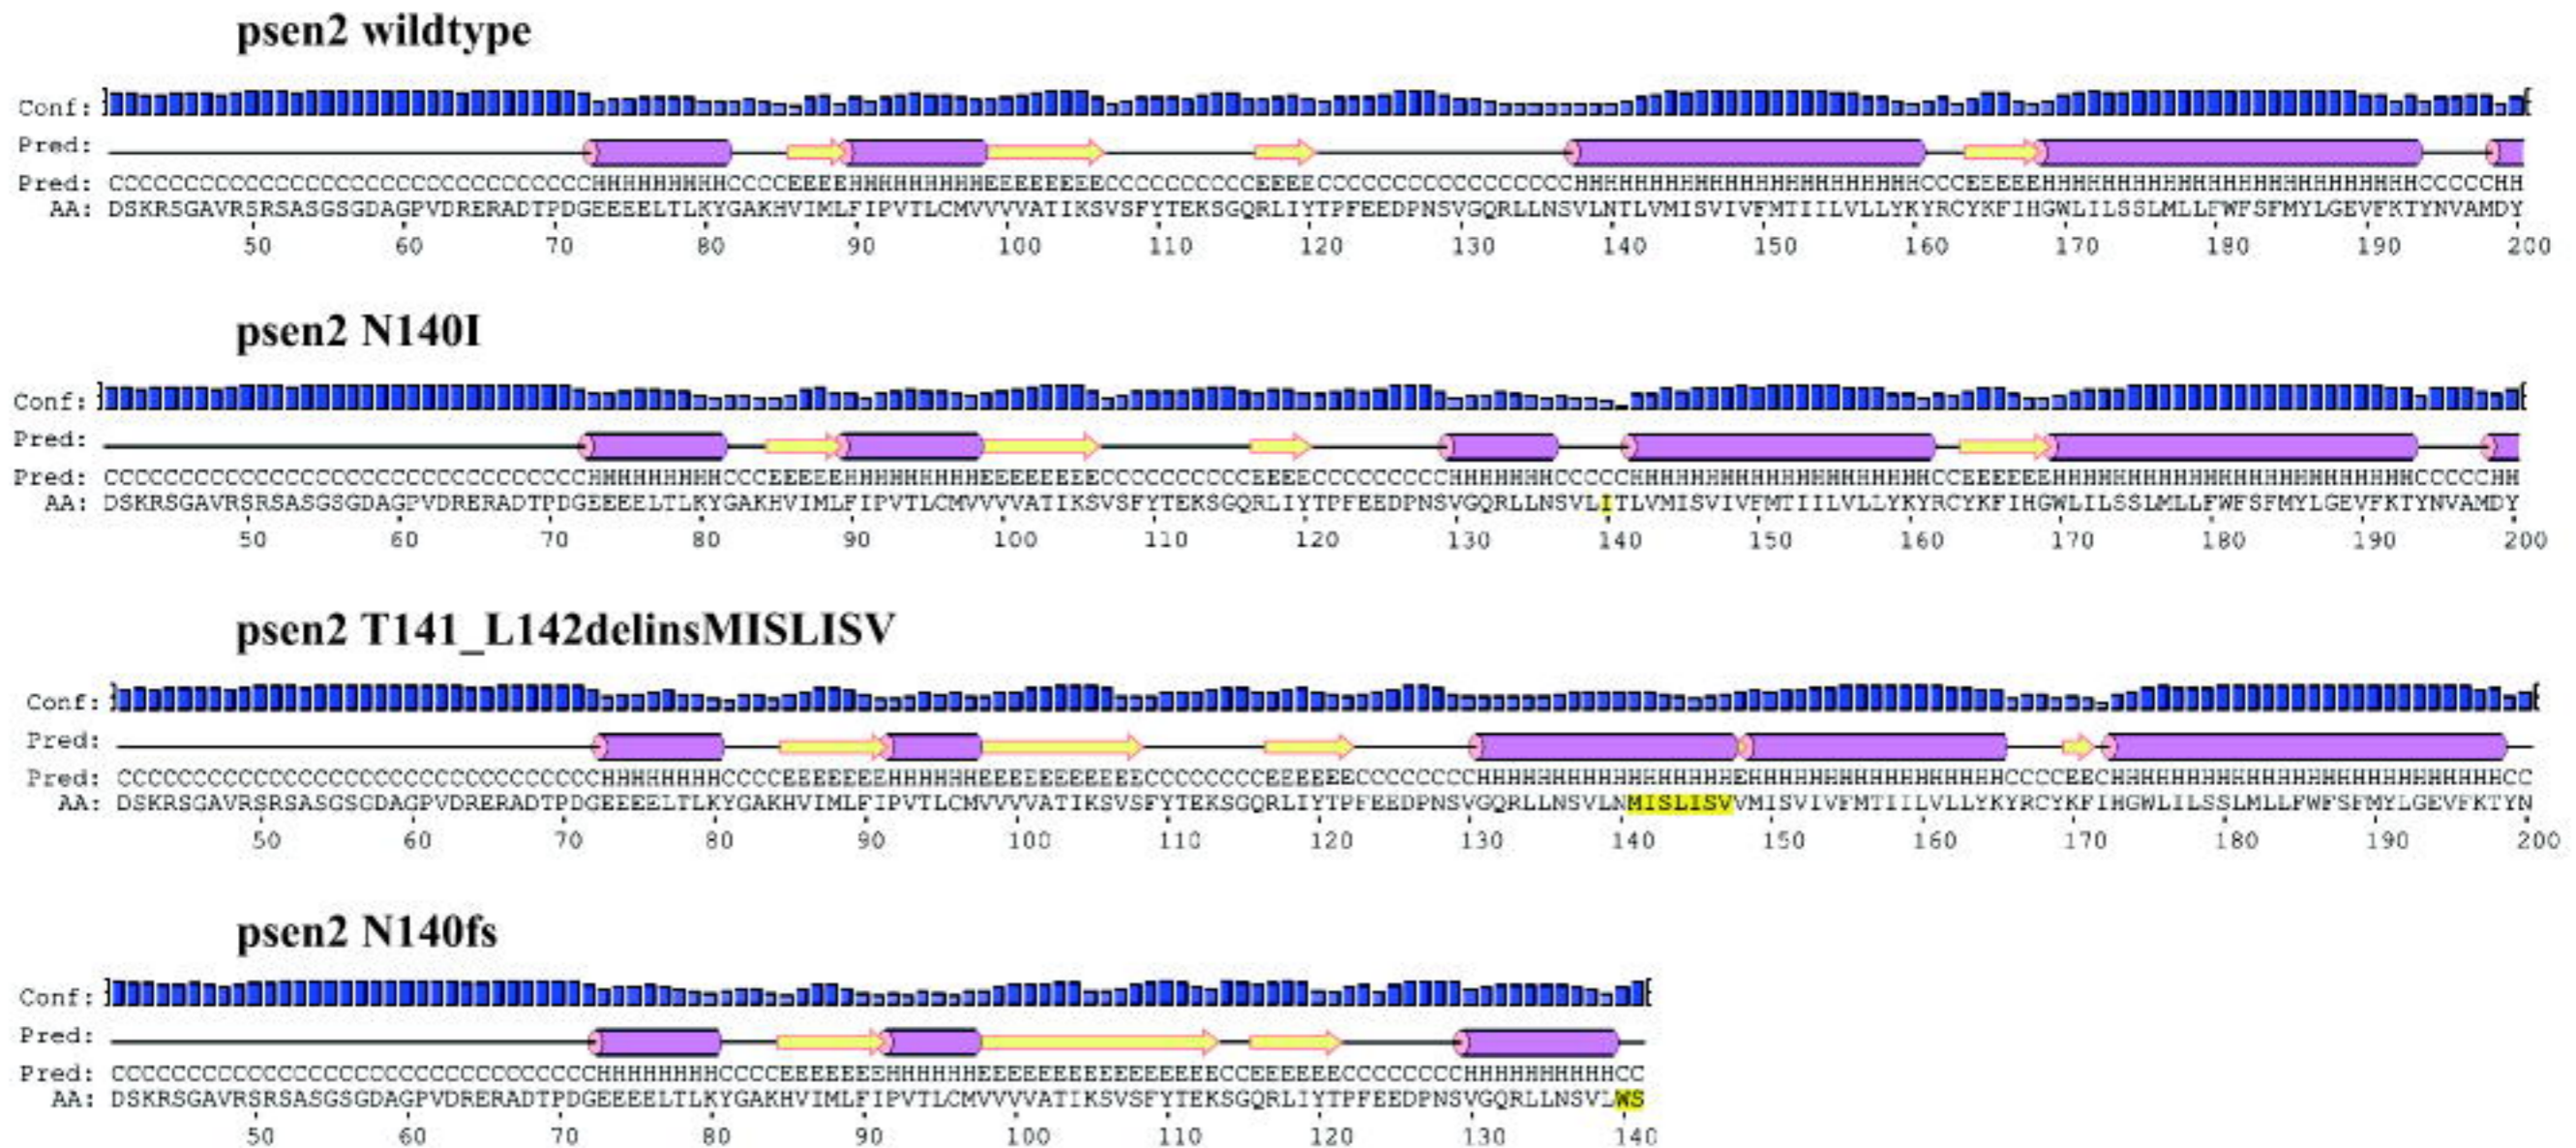 psen2 wildtype
Conf:
Pred:
Pred: CCCCCCCCCCCCCCCCCCCCCCCCCCCCCCCCHHHHHHHHHCCCCEEEEHHHHHHHHHEEEEEEEECCCCCCCCCCEEEECCCCCCCCCCCCCCCCCHHHHHHHHHHHHHHHHHHHHHHHCCCEEEEEHHHHHHHHHHHHHHHHHHHHHHHHHCCCCCHH
AA: DSKRSGAVRSRSASGSGDAGPVDRERADTPDGEEEELTLKYGAKHVIMLFIPVTLCMVVVVATIKSVSFYTEKSGQRLIYTPFEEDPNSVGQRLLNSVLNTLVMISVIVFMTIILVLLYKYRCYKFIHGWLILSSLMLLFWFSFMYLGEVFKTYNVAMDY
50 60 70 80 90 100 110 120 130 140 150 160 170 180 190 200
psen2 N140I
Conf:
Pred:
Pred: CCCCCCCCCCCCCCCCCCCCCCCCCCCCCCCCHHHHHHHHHCCCEEEEEHHHHHHHHHEEEEEEEECCCCCCCCCCEEEECCCCCCCCCHHHHHHHCCCCCHHHHHHHHHHHHHHHHHHHHCCEEEEEEHHHHHHHHHHHHHHHHHHHHHHHHCCCCCHH
AA: DSKRSGAVRSRSASGSGDAGPVDRERADTPDGEEEELTLKYGAKHVIMLFIPVTLCMVVVVATIKSVSFYTEKSGQRLIYTPFEEDPNSVGQRLLNSVLITLVMISVIVFMTIILVLLYKYRCYKFIHGWLILSSLMLLFWFSFMYLGEVFKTYNVAMDY
50 60 70 80 90 100 110 120 130 140 150 160 170 180 190 200
psen2 T141_L142delinsMISLISV
Conf:
Pred:
Pred: CCCCCCCCCCCCCCCCCCCCCCCCCCCCCCCCHHHHHHHHCCCCEEEEEEEHHHHHHEEEEEEEEEEECCCCCCCCEEEEEECCCCCCCCHHHHHHHHHHHHHHHHHEHHHHHHHHHHHHHHHHHCCCCEECHHHHHHHHHHHHHHHHHHHHHHHHHHCC
AA: DSKRSGAVRSRSASGSGDAGPVDRERADTPDGEEEELTLKYGAKHVIMLFIPVTLCMVVVVATIKSVSFYTEKSGQRLIYTPFEEDPNSVGQRLLNSVLNMISLISVVMISVIVFMTIILVLLYKYRCYKFIHGWLILSSLMLLFWFSFMYLGEVFKTYN
50 60 70 80 90 100 110 120 130 140 150 160 170 180 190 200
psen2 N140fs
Conf:
Pred:
Pred: CCCCCCCCCCCCCCCCCCCCCCCCCCCCCCCCHHHHHHHHCCCCEEEEEEEHHHHHHEEEEEEEEEEEEEEEECCEEEEEECCCCCCCCHHHHHHHHHHCC
AA: DSKRSGAVRSRSASGSGDAGPVDRERADTPDGEEEELTLKYGAKHVIMLFIPVTLCMVVVVATIKSVSFYTEKSGQRLIYTPFEEDPNSVGQRLLNSVLWS
50 60 70 80 90 100 110 120 130 140